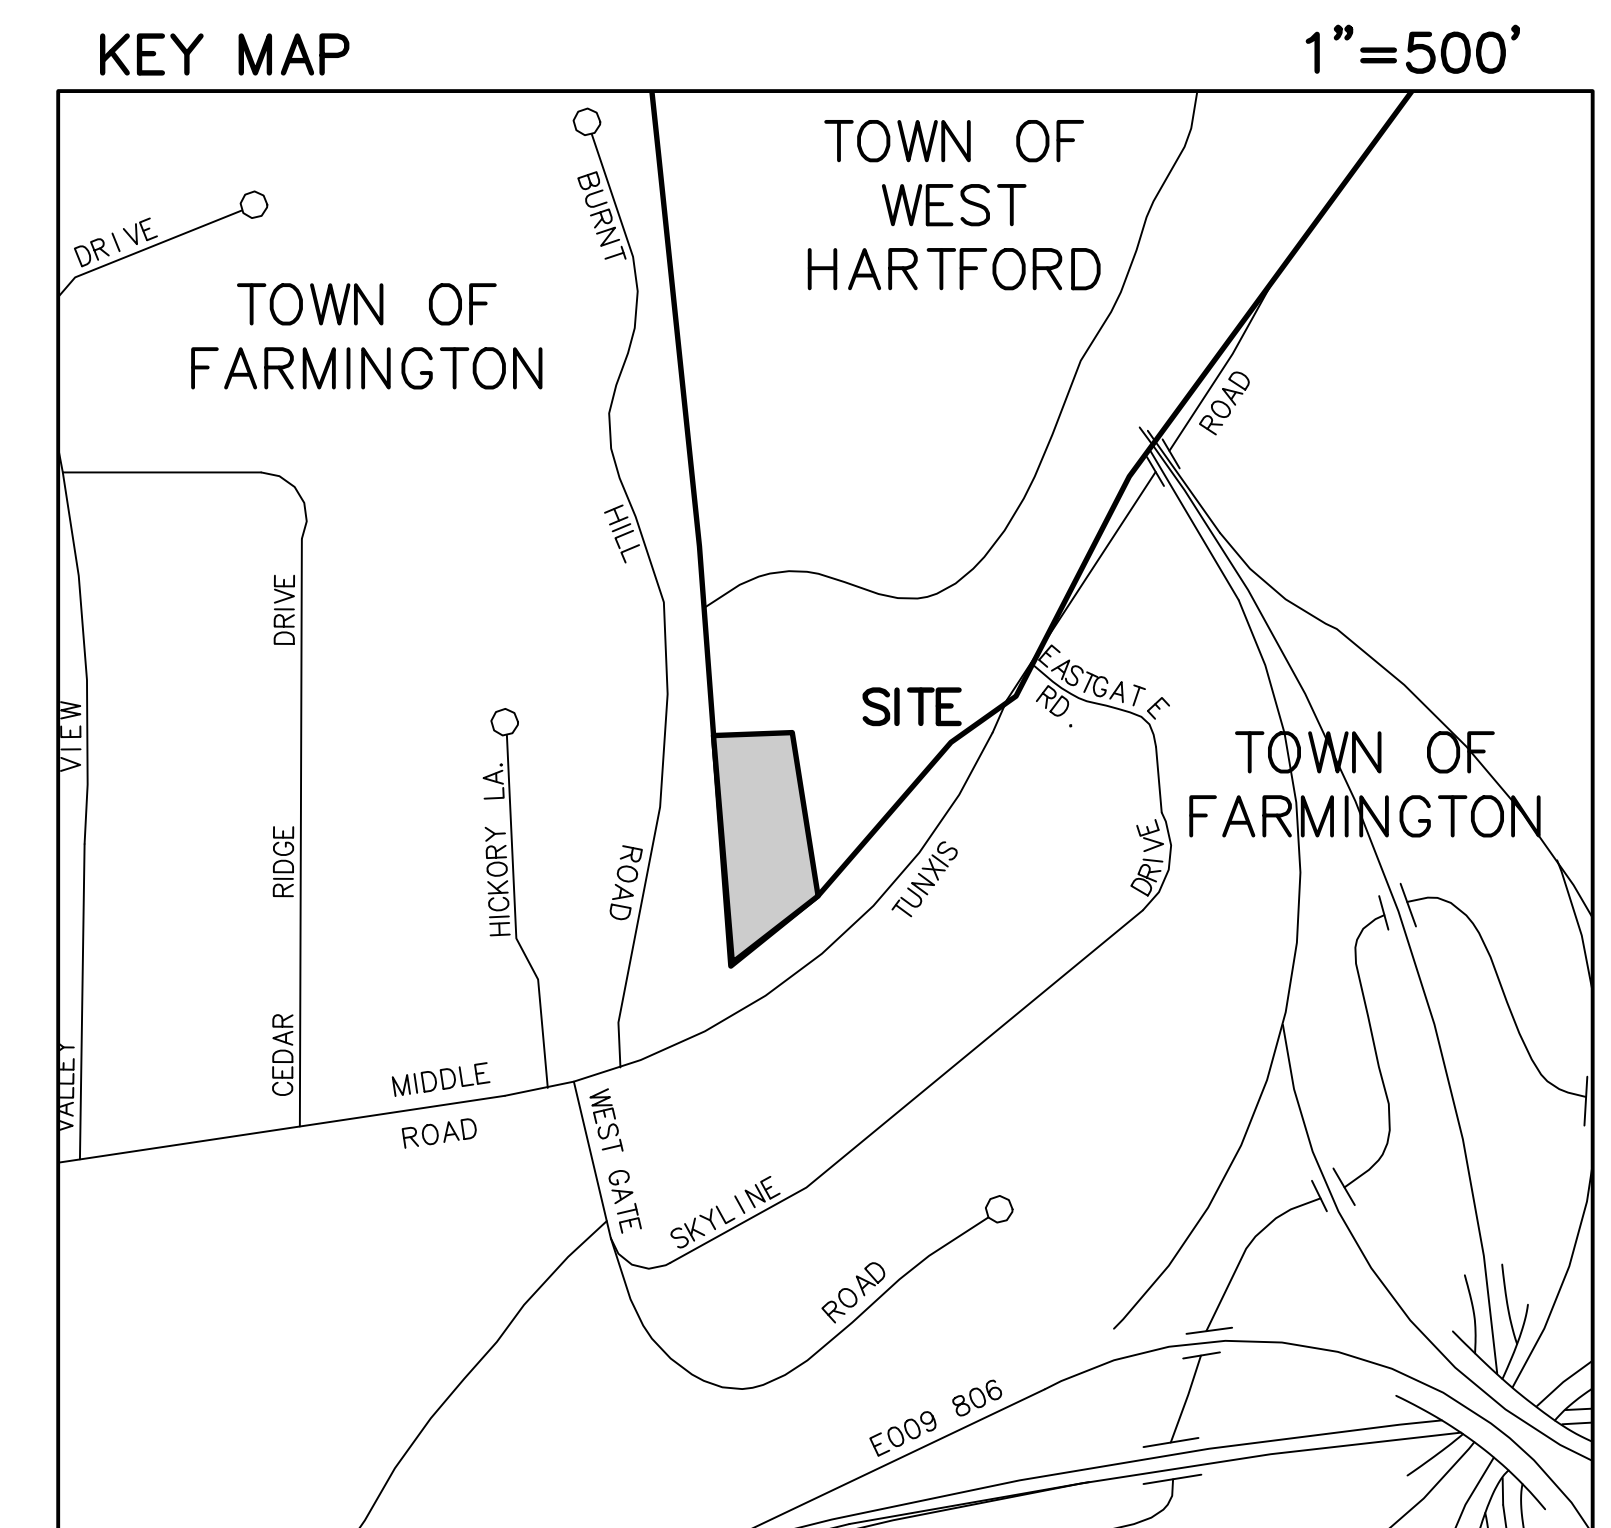 KEY MAP
1”=500’
TOWN OF
WEST
HARTFORD
BURNT
DRIVE
TOWN OF
FARMINGTON
ROAD
HILL
DRIVE
EASTGATE
RD.
SITE
VIEW
TOWN OF
FARMINGTON
HICKORY LA.
RIDGE
ROAD
TUNXIS
DRIVE
VALLEY
CEDAR
MIDDLE
ROAD
WEST GATE
SKYLINE
ROAD
E009 806